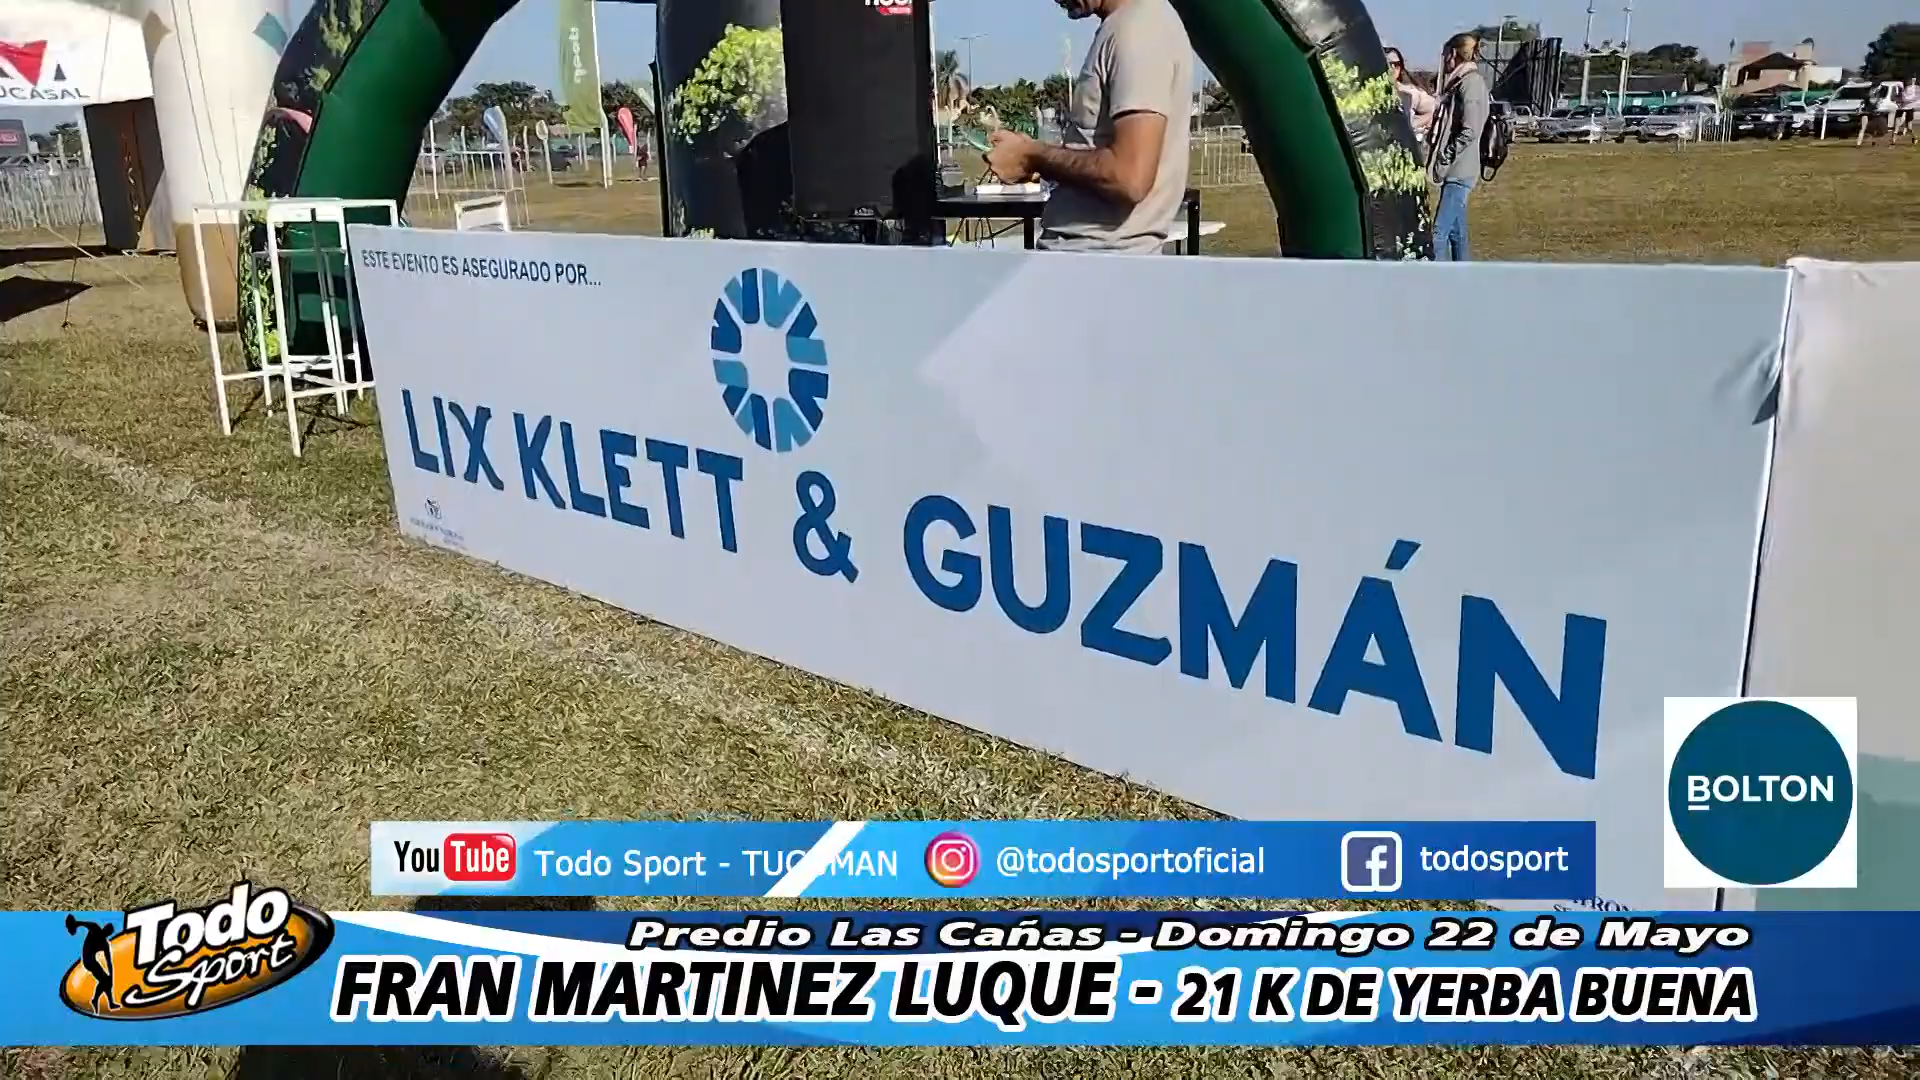 UCASAL
ESTE EVENTO ES ASEGURADO POR...
LIX KLETT & GUZMÁN
BOLTON
You Tube Todo Sport - TUCUMAN @todosportoficial todosport
Todo Sport
Predio Las Cañas - Domingo 22 de Mayo
FRAN MARTINEZ LUQUE - 21 K DE YERBA BUENA